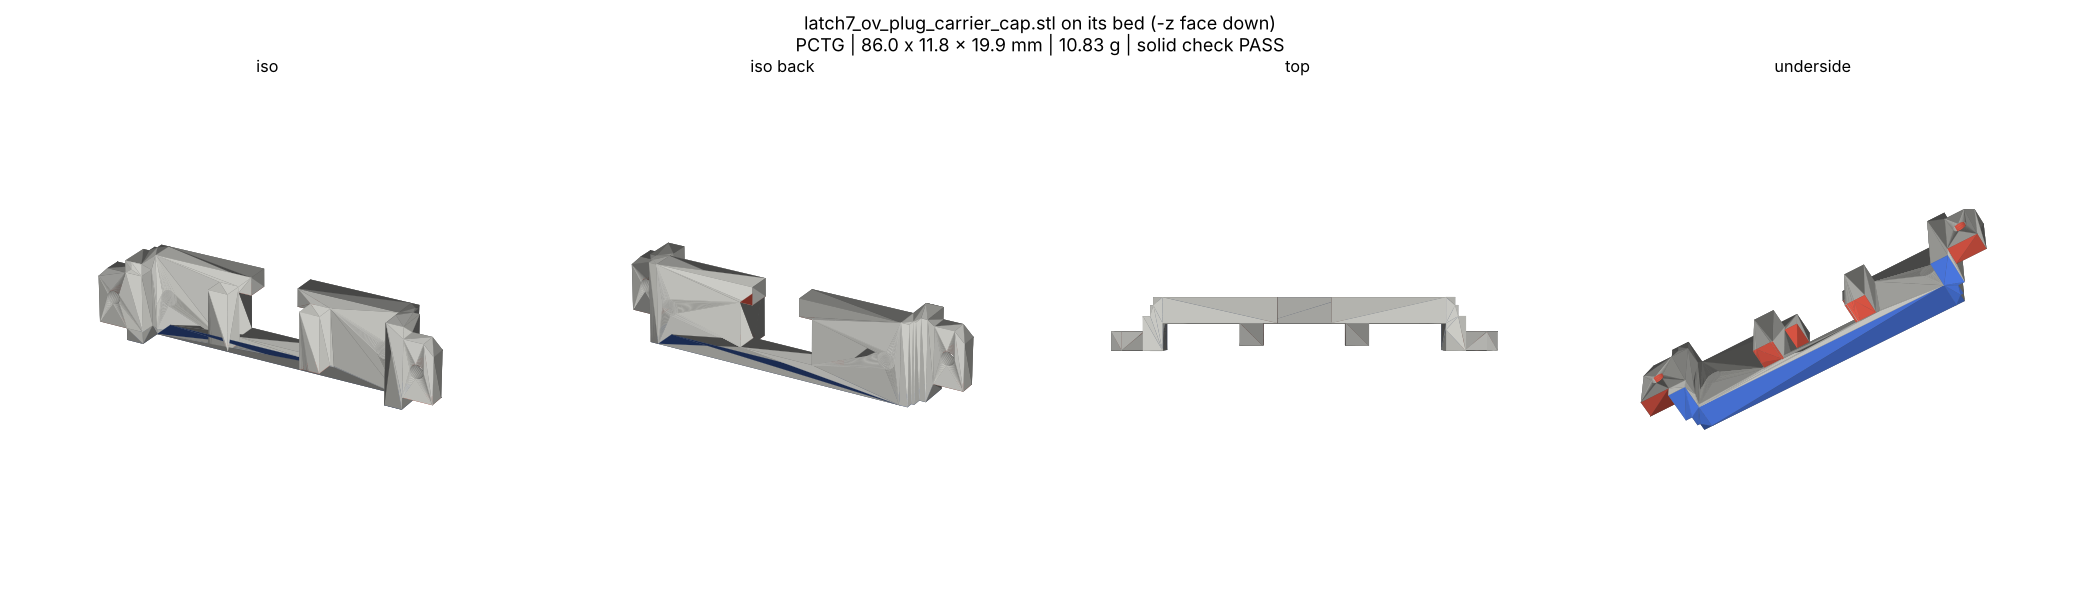 latch7_ov_plug_carrier_cap.stl on its bed (-z face down)
PCTG | 86.0 x 11.8 × 19.9 mm | 10.83 g | solid check PASS
iso
iso back
top
underside